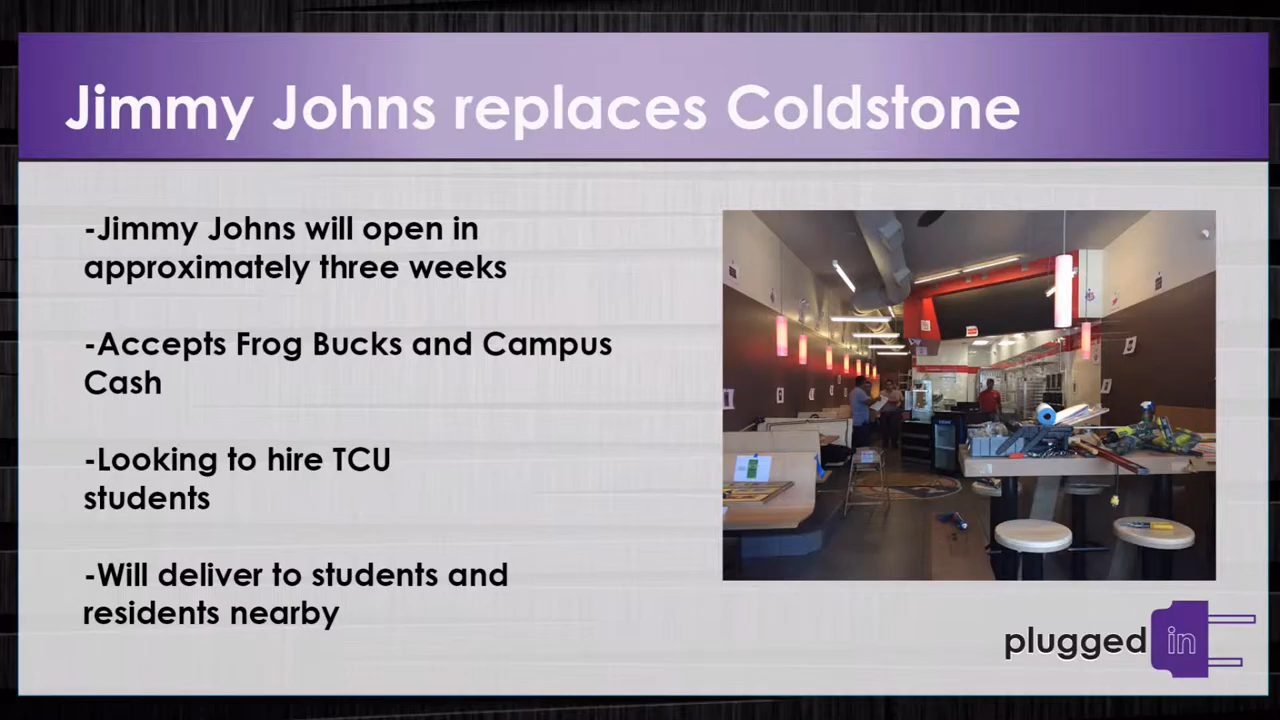 Jimmy Johns replaces Coldstone
-Jimmy Johns will open in
approximately three weeks
-Accepts Frog Bucks and Campus
Cash
-Looking to hire TCU
students
-Will deliver to students and
residents nearby
plugged in